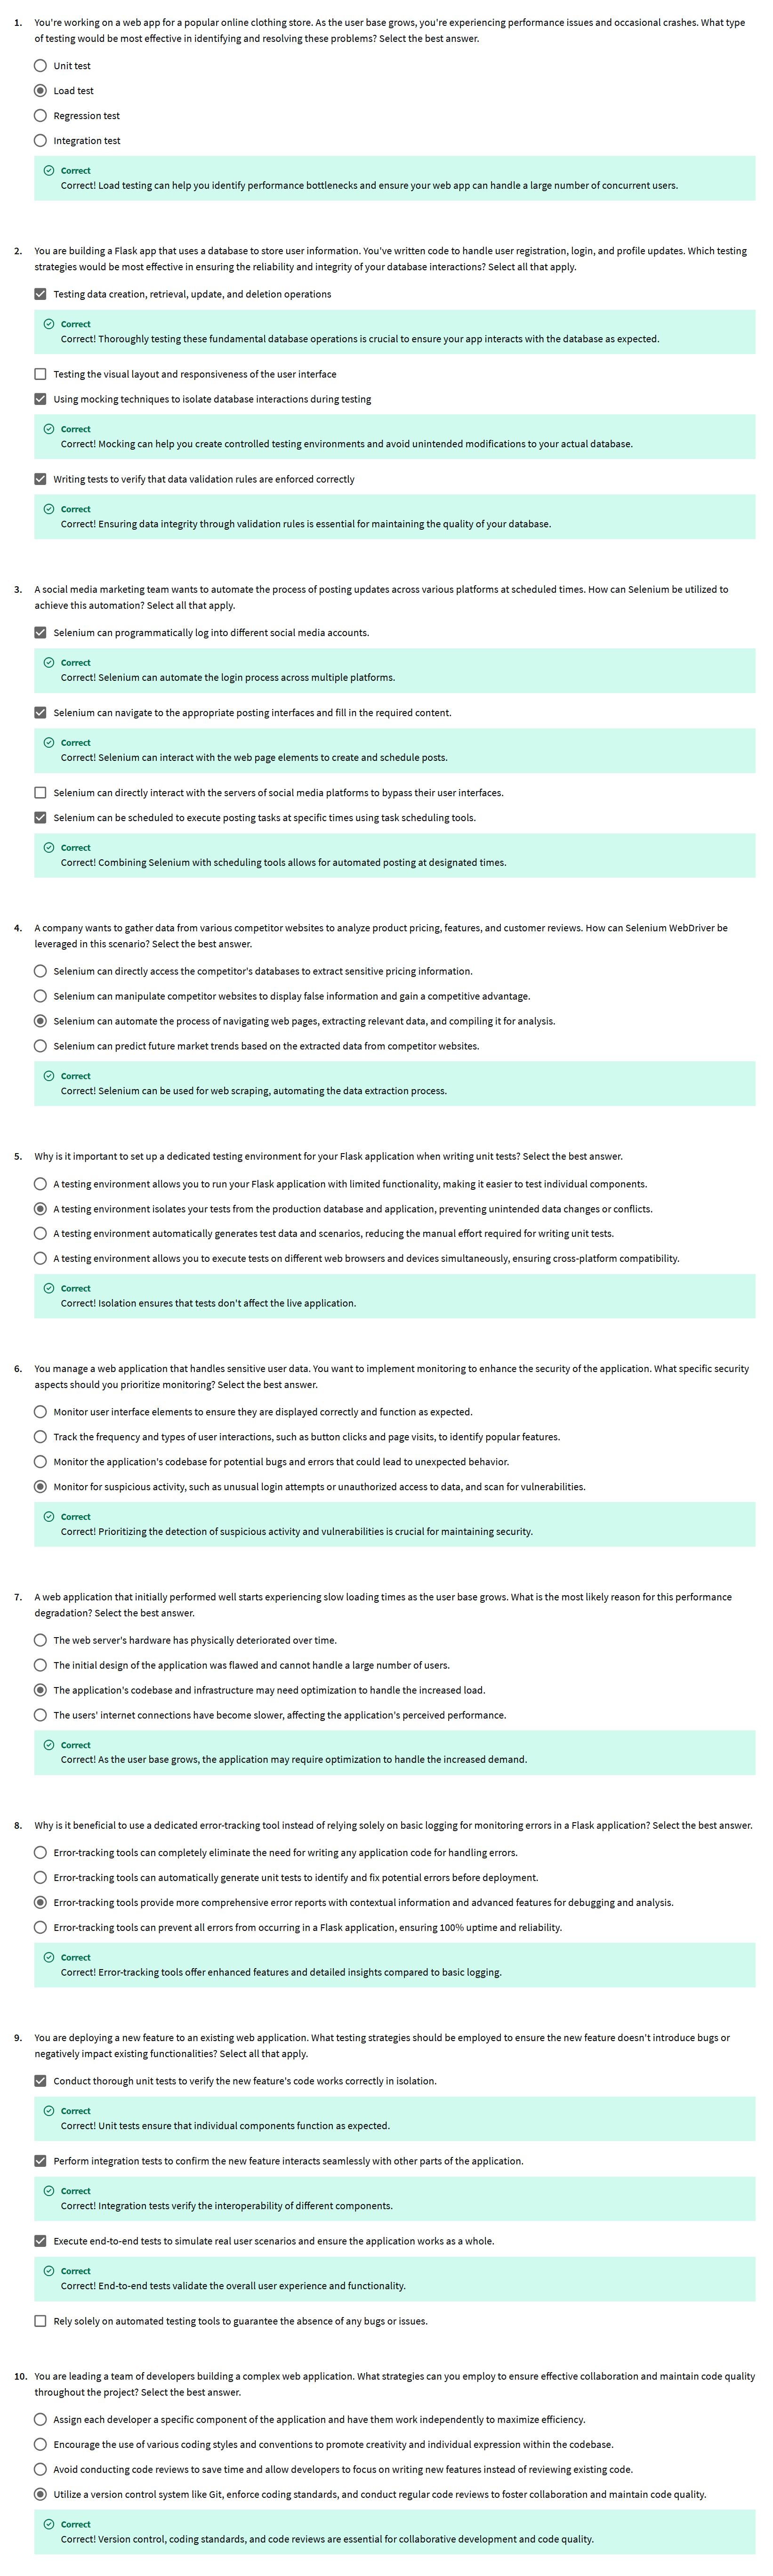 1. You're working on a web app for a popular online clothing store. As the user base grows, you're experiencing performance issues and occasional crashes. What type
of testing would be most effective in identifying and resolving these problems? Select the best answer.
Unit test
Load test
Regression test
Integration test
Correct
Correct! Load testing can help you identify performance bottlenecks and ensure your web app can handle a large number of concurrent users.
2. You are building a Flask app that uses a database to store user information. You've written code to handle user registration, login, and profile updates. Which testing
strategies would be most effective in ensuring the reliability and integrity of your database interactions? Select all that apply.
Testing data creation, retrieval, update, and deletion operations
Correct
Correct! Thoroughly testing these fundamental database operations is crucial to ensure your app interacts with the database as expected.
Testing the visual layout and responsiveness of the user interface
Using mocking techniques to isolate database interactions during testing
Correct
Correct! Mocking can help you create controlled testing environments and avoid unintended modifications to your actual database.
Writing tests to verify that data validation rules are enforced correctly
Correct
Correct! Ensuring data integrity through validation rules is essential for maintaining the quality of your database.
3. A social media marketing team wants to automate the process of posting updates across various platforms at scheduled times. How can Selenium be utilized to
achieve this automation? Select all that apply.
Selenium can programmatically log into different social media accounts.
Correct
Correct! Selenium can automate the login process across multiple platforms.
Selenium can navigate to the appropriate posting interfaces and fill in the required content.
Correct
Correct! Selenium can interact with the web page elements to create and schedule posts.
Selenium can directly interact with the servers of social media platforms to bypass their user interfaces.
Selenium can be scheduled to execute posting tasks at specific times using task scheduling tools.
Correct
Correct! Combining Selenium with scheduling tools allows for automated posting at designated times.
4. A company wants to gather data from various competitor websites to analyze product pricing, features, and customer reviews. How can Selenium WebDriver be
leveraged in this scenario? Select the best answer.
Selenium can directly access the competitor's databases to extract sensitive pricing information.
Selenium can manipulate competitor websites to display false information and gain a competitive advantage.
Selenium can automate the process of navigating web pages, extracting relevant data, and compiling it for analysis.
Selenium can predict future market trends based on the extracted data from competitor websites.
Correct
Correct! Selenium can be used for web scraping, automating the data extraction process.
5. Why is it important to set up a dedicated testing environment for your Flask application when writing unit tests? Select the best answer.
A testing environment allows you to run your Flask application with limited functionality, making it easier to test individual components.
A testing environment isolates your tests from the production database and application, preventing unintended data changes or conflicts.
A testing environment automatically generates test data and scenarios, reducing the manual effort required for writing unit tests.
A testing environment allows you to execute tests on different web browsers and devices simultaneously, ensuring cross-platform compatibility.
Correct
Correct! Isolation ensures that tests don't affect the live application.
6. You manage a web application that handles sensitive user data. You want to implement monitoring to enhance the security of the application. What specific security
aspects should you prioritize monitoring? Select the best answer.
Monitor user interface elements to ensure they are displayed correctly and function as expected.
Track the frequency and types of user interactions, such as button clicks and page visits, to identify popular features.
Monitor the application's codebase for potential bugs and errors that could lead to unexpected behavior.
Monitor for suspicious activity, such as unusual login attempts or unauthorized access to data, and scan for vulnerabilities.
Correct
Correct! Prioritizing the detection of suspicious activity and vulnerabilities is crucial for maintaining security.
7. A web application that initially performed well starts experiencing slow loading times as the user base grows. What is the most likely reason for this performance
degradation? Select the best answer.
The web server's hardware has physically deteriorated over time.
The initial design of the application was flawed and cannot handle a large number of users.
The application's codebase and infrastructure may need optimization to handle the increased load.
The users' internet connections have become slower, affecting the application's perceived performance.
Correct
Correct! As the user base grows, the application may require optimization to handle the increased demand.
8. Why is it beneficial to use a dedicated error-tracking tool instead of relying solely on basic logging for monitoring errors in a Flask application? Select the best answer.
Error-tracking tools can completely eliminate the need for writing any application code for handling errors.
Error-tracking tools can automatically generate unit tests to identify and fix potential errors before deployment.
Error-tracking tools provide more comprehensive error reports with contextual information and advanced features for debugging and analysis.
Error-tracking tools can prevent all errors from occurring in a Flask application, ensuring 100% uptime and reliability.
Correct
Correct! Error-tracking tools offer enhanced features and detailed insights compared to basic logging.
9. You are deploying a new feature to an existing web application. What testing strategies should be employed to ensure the new feature doesn't introduce bugs or
negatively impact existing functionalities? Select all that apply.
Conduct thorough unit tests to verify the new feature's code works correctly in isolation.
Correct
Correct! Unit tests ensure that individual components function as expected.
Perform integration tests to confirm the new feature interacts seamlessly with other parts of the application.
Correct
Correct! Integration tests verify the interoperability of different components.
Execute end-to-end tests to simulate real user scenarios and ensure the application works as a whole.
Correct
Correct! End-to-end tests validate the overall user experience and functionality.
Rely solely on automated testing tools to guarantee the absence of any bugs or issues.
10. You are leading a team of developers building a complex web application. What strategies can you employ to ensure effective collaboration and maintain code quality
throughout the project? Select the best answer.
Assign each developer a specific component of the application and have them work independently to maximize efficiency.
Encourage the use of various coding styles and conventions to promote creativity and individual expression within the codebase.
Avoid conducting code reviews to save time and allow developers to focus on writing new features instead of reviewing existing code.
Utilize a version control system like Git, enforce coding standards, and conduct regular code reviews to foster collaboration and maintain code quality.
Correct
Correct! Version control, coding standards, and code reviews are essential for collaborative development and code quality.